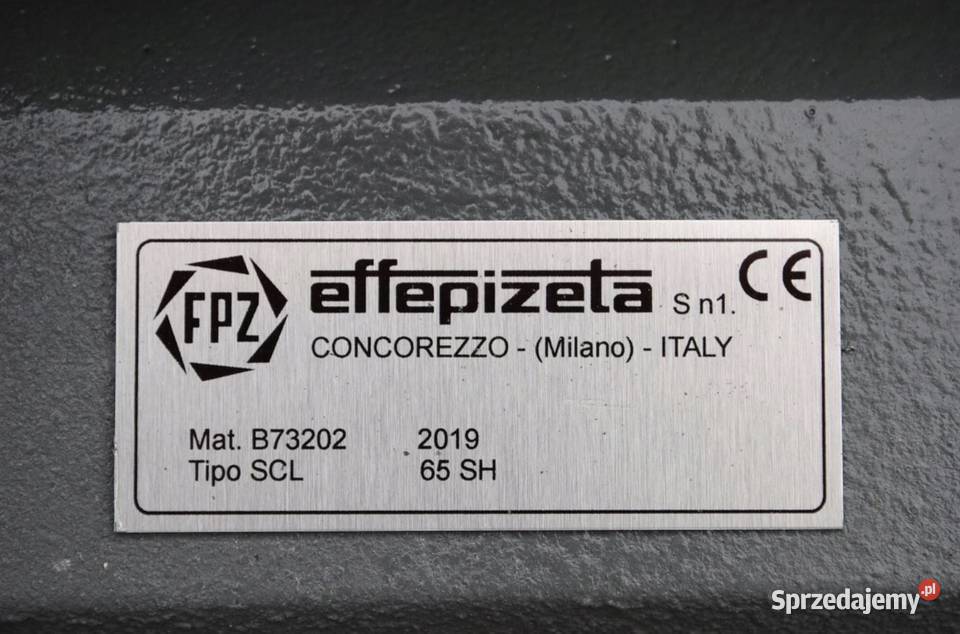 FPZ
effepizeta S n1. CE
CONCOREZZO - (Milano) - ITALY
Mat. B73202 2019
Tipo SCL 65 SH
Sprzedajemy.pl